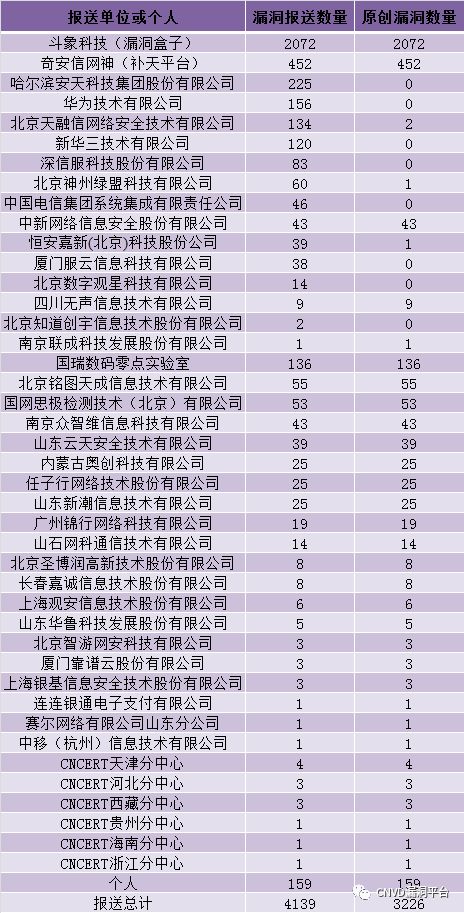 报送单位或个人 漏洞报送数量 原创漏洞数量
斗象科技（漏洞盒子） 2072 2072
奇安信网神（补天平台） 452 452
哈尔滨安天科技集团股份有限公司 225 0
华为技术有限公司 156 0
北京天融信网络安全技术有限公司 134 2
新华三技术有限公司 120 0
深信服科技股份有限公司 83 0
北京神州绿盟科技有限公司 60 1
中国电信集团系统集成有限责任公司 46 0
中新网络信息安全股份有限公司 43 43
恒安嘉新(北京)科技股份公司 39 1
厦门服云信息科技有限公司 38 0
北京数字观星科技有限公司 14 0
四川无声信息技术有限公司 9 9
北京知道创宇信息技术股份有限公司 2 0
南京联成科技发展股份有限公司 1 1
国瑞数码零点实验室 136 136
北京铭图天成信息技术有限公司 55 55
国网思极检测技术（北京）有限公司 53 53
南京众智维信息科技有限公司 43 43
山东云天安全技术有限公司 39 39
内蒙古奥创科技有限公司 25 25
任子行网络技术股份有限公司 25 25
山东新潮信息技术有限公司 25 25
广州锦行网络科技有限公司 19 19
山石网科通信技术有限公司 14 14
北京圣博润高新技术股份有限公司 8 8
长春嘉诚信息技术股份有限公司 8 8
上海观安信息技术股份有限公司 6 6
山东华鲁科技发展股份有限公司 5 5
北京智游网安科技有限公司 3 3
厦门靠谱云股份有限公司 3 3
上海银基信息安全技术股份有限公司 3 3
连连银通电子支付有限公司 1 1
赛尔网络有限公司山东分公司 1 1
中移（杭州）信息技术有限公司 1 1
CNCERT天津分中心 4 4
CNCERT河北分中心 3 3
CNCERT西藏分中心 3 3
CNCERT贵州分中心 1 1
CNCERT海南分中心 1 1
CNCERT浙江分中心 1 1
个人 159 159
报送总计 4139 3226
CNVD漏洞平台